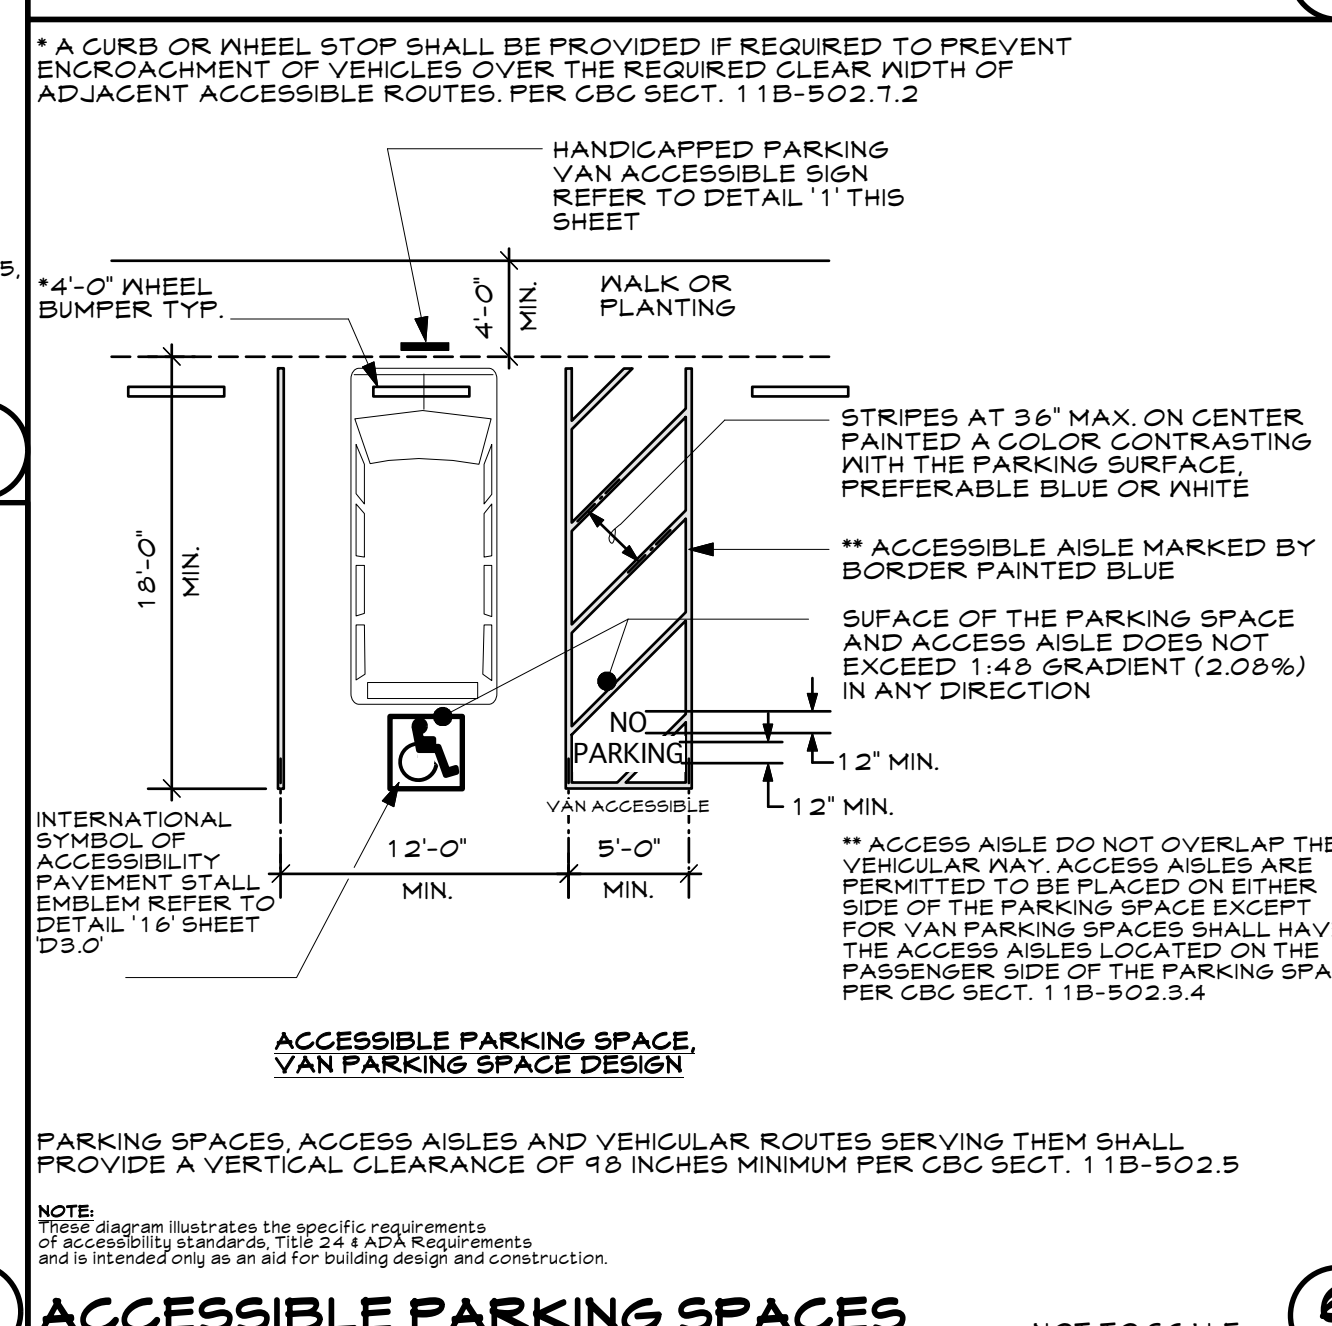 * A CURB OR WHEEL STOP SHALL BE PROVIDED IF REQUIRED TO PREVENT
ENCROACHMENT OF VEHICLES OVER THE REQUIRED CLEAR WIDTH OF
ADJACENT ACCESSIBLE ROUTES. PER CBC SECT. 11B-502.7.2
HANDICAPPED PARKING
VAN ACCESSIBLE SIGN
REFER TO DETAIL '1' THIS
SHEET
5,
*4'-0" WHEEL
BUMPER TYP.
4'-0"
MIN.
WALK OR
PLANTING
STRIPES AT 36" MAX. ON CENTER
PAINTED A COLOR CONTRASTING
WITH THE PARKING SURFACE,
PREFERABLE BLUE OR WHITE
18'-0"
MIN.
** ACCESSIBLE AISLE MARKED BY
BORDER PAINTED BLUE
SUFACE OF THE PARKING SPACE
AND ACCESS AISLE DOES NOT
EXCEED 1:48 GRADIENT (2.08%)
IN ANY DIRECTION
NO
PARKING
12" MIN.
12" MIN.
VAN ACCESSIBLE
INTERNATIONAL
SYMBOL OF
ACCESSIBILITY
PAVEMENT STALL
EMBLEM REFER TO
DETAIL '16' SHEET
'D3.0'
12'-0"
MIN.
5'-0"
MIN.
** ACCESS AISLE DO NOT OVERLAP THE
VEHICULAR WAY. ACCESS AISLES ARE
PERMITTED TO BE PLACED ON EITHER
SIDE OF THE PARKING SPACE EXCEPT
FOR VAN PARKING SPACES SHALL HAV
THE ACCESS AISLES LOCATED ON THE
PASSENGER SIDE OF THE PARKING SPA
PER CBC SECT. 11B-502.3.4
ACCESSIBLE PARKING SPACE,
VAN PARKING SPACE DESIGN
PARKING SPACES, ACCESS AISLES AND VEHICULAR ROUTES SERVING THEM SHALL
PROVIDE A VERTICAL CLEARANCE OF 98 INCHES MINIMUM PER CBC SECT. 11B-502.5
NOTE:
These diagram illustrates the specific requirements
of accessibility standards, Title 24 & ADA Requirements
and is intended only as an aid for building design and construction.
ACCESSIBLE PARKING SPACES
NOT TO SCALE